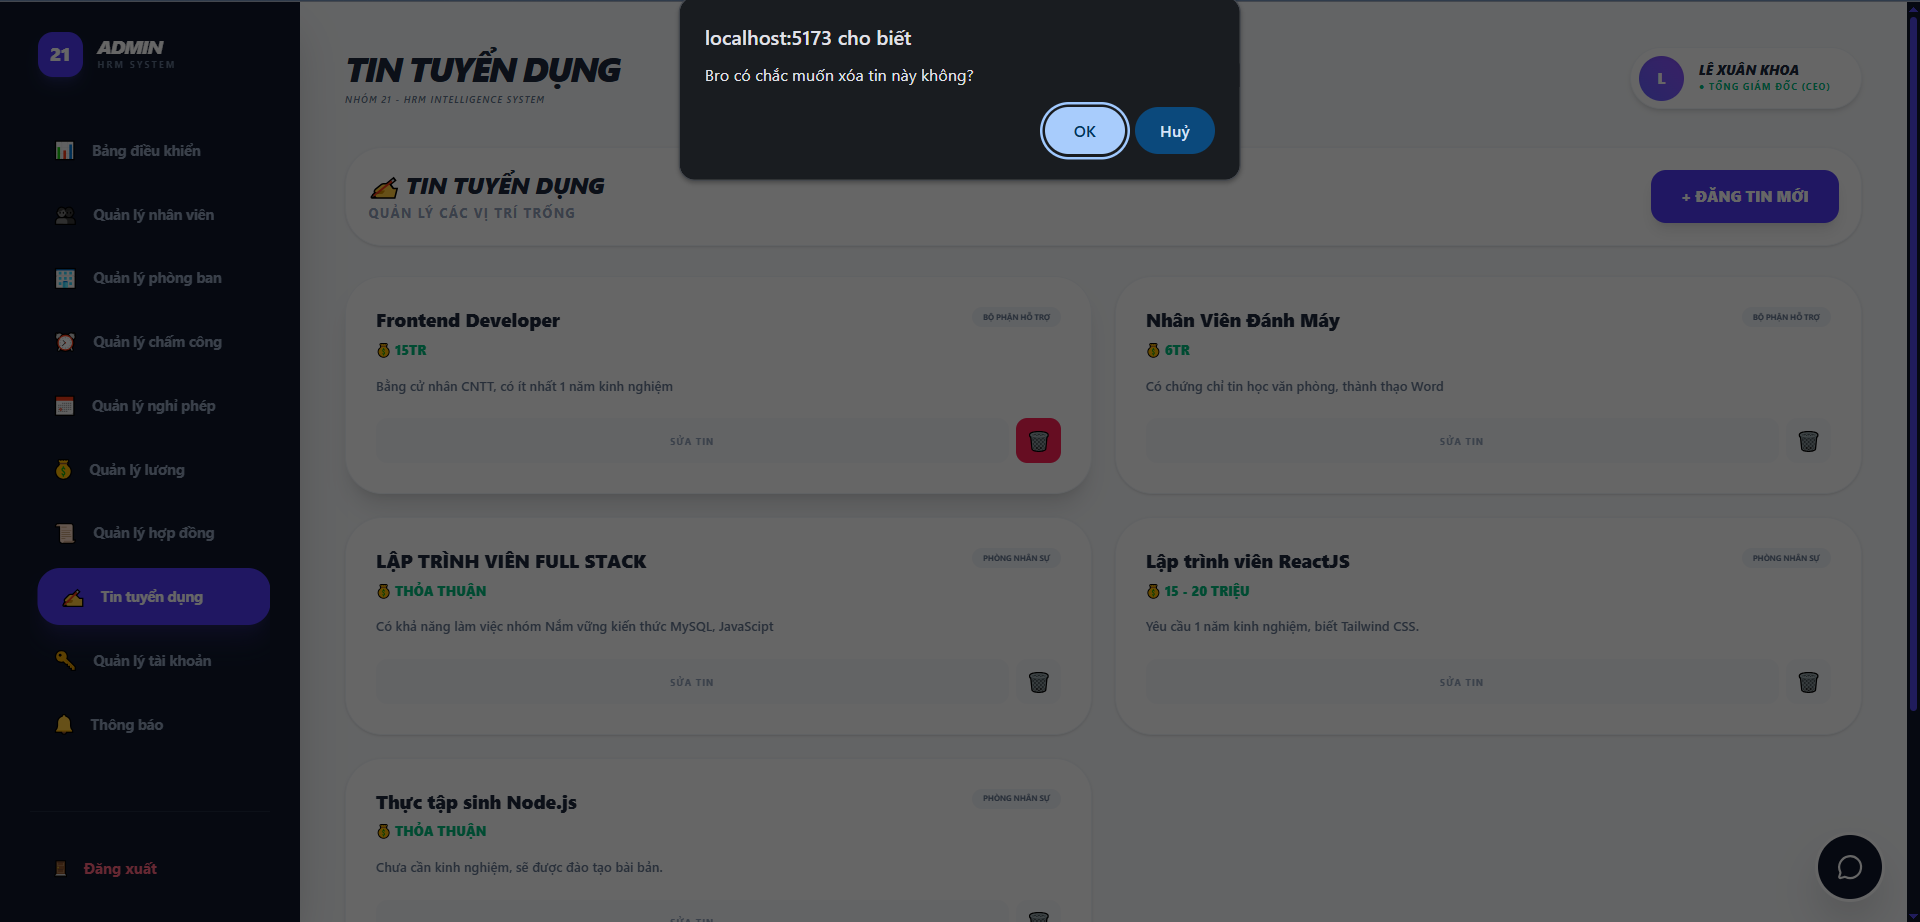 21
ADMIN
HRM SYSTEM
Bảng điều khiển
Quản lý nhân viên
Quản lý phòng ban
Quản lý chấm công
Quản lý nghỉ phép
Quản lý lương
Quản lý hợp đồng
Tin tuyển dụng
Quản lý tài khoản
Thông báo
Đăng xuất
TIN TUYỂN DỤNG
NHÓM 21 - HRM INTELLIGENCE SYSTEM
localhost:5173 cho biết
Bro có chắc muốn xóa tin này không?
OK
Huỷ
L
LÊ XUÂN KHOA
● TỔNG GIÁM ĐỐC (CEO)
TIN TUYỂN DỤNG
QUẢN LÝ CÁC VỊ TRÍ TRỐNG
+ ĐĂNG TIN MỚI
Frontend Developer
BỘ PHẬN HỖ TRỢ
15TR
Bằng cử nhân CNTT, có ít nhất 1 năm kinh nghiệm
SỬA TIN
Nhân Viên Đánh Máy
BỘ PHẬN HỖ TRỢ
6TR
Có chứng chỉ tin học văn phòng, thành thạo Word
SỬA TIN
LẬP TRÌNH VIÊN FULL STACK
PHÒNG NHÂN SỰ
THỎA THUẬN
Có khả năng làm việc nhóm Nắm vững kiến thức MySQL, JavaScipt
SỬA TIN
Lập trình viên ReactJS
PHÒNG NHÂN SỰ
15 - 20 TRIỆU
Yêu cầu 1 năm kinh nghiệm, biết Tailwind CSS.
SỬA TIN
Thực tập sinh Node.js
PHÒNG NHÂN SỰ
THỎA THUẬN
Chưa cần kinh nghiệm, sẽ được đào tạo bài bản.
SỬA TIN